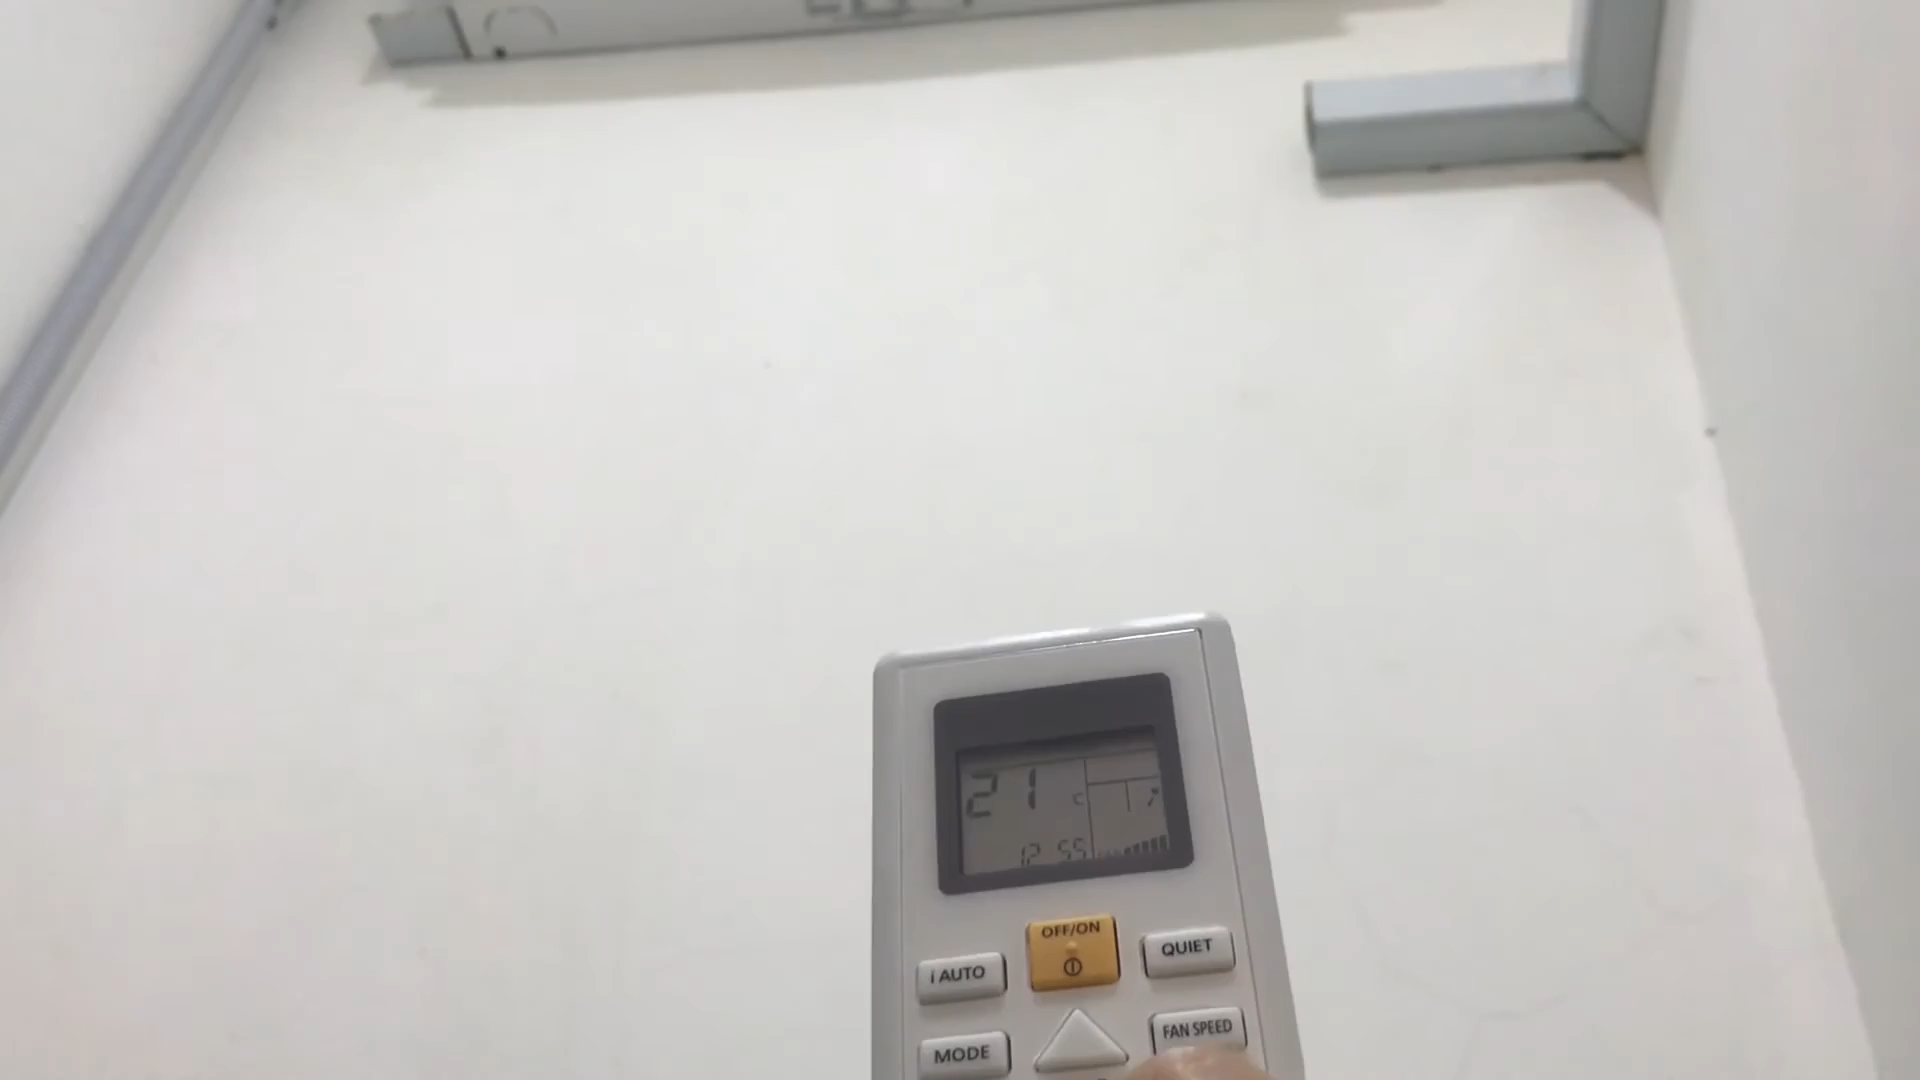 21 °C
12 55
OFF/ON
QUIET
i AUTO
FAN SPEED
MODE